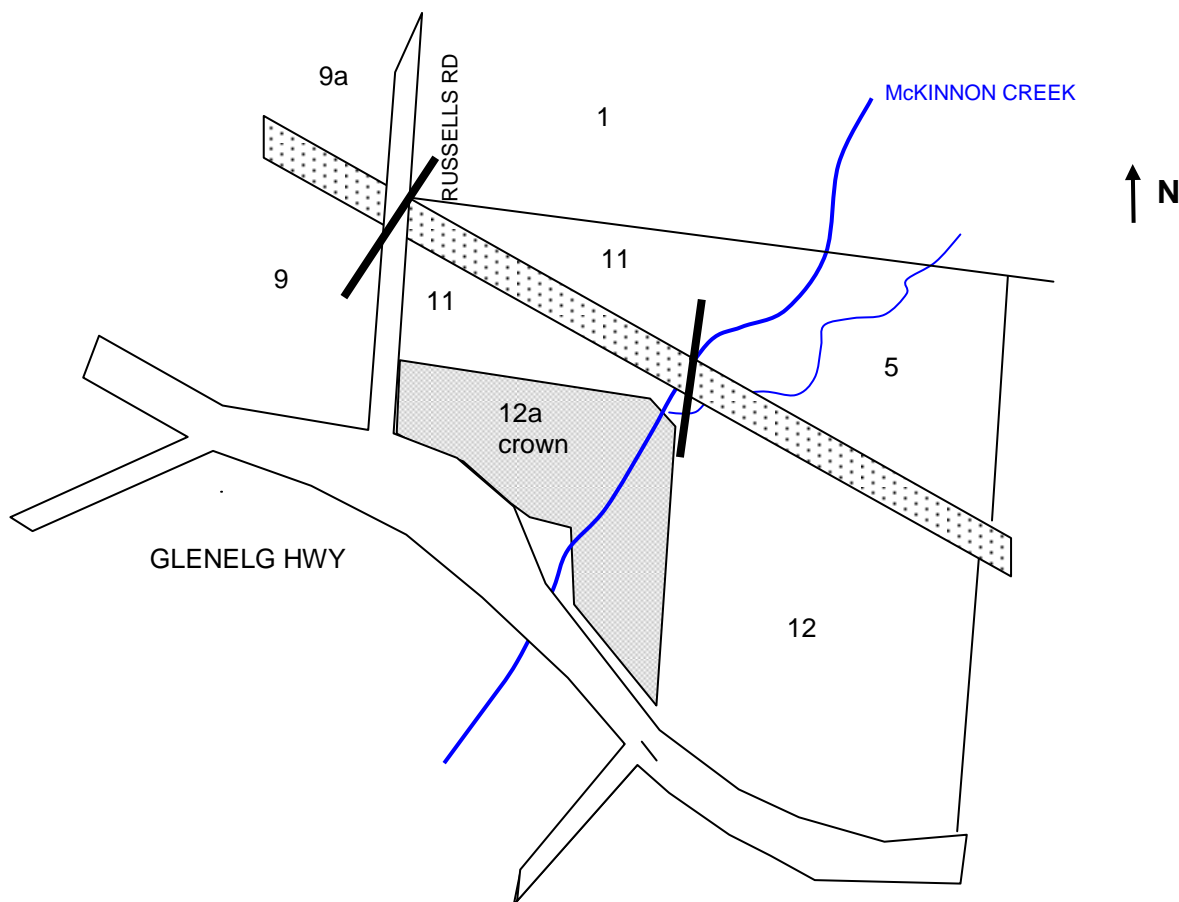 9a
RUSSELLS RD
1
McKINNON CREEK
N
9
11
11
5
12a
crown
GLENELG HWY
12